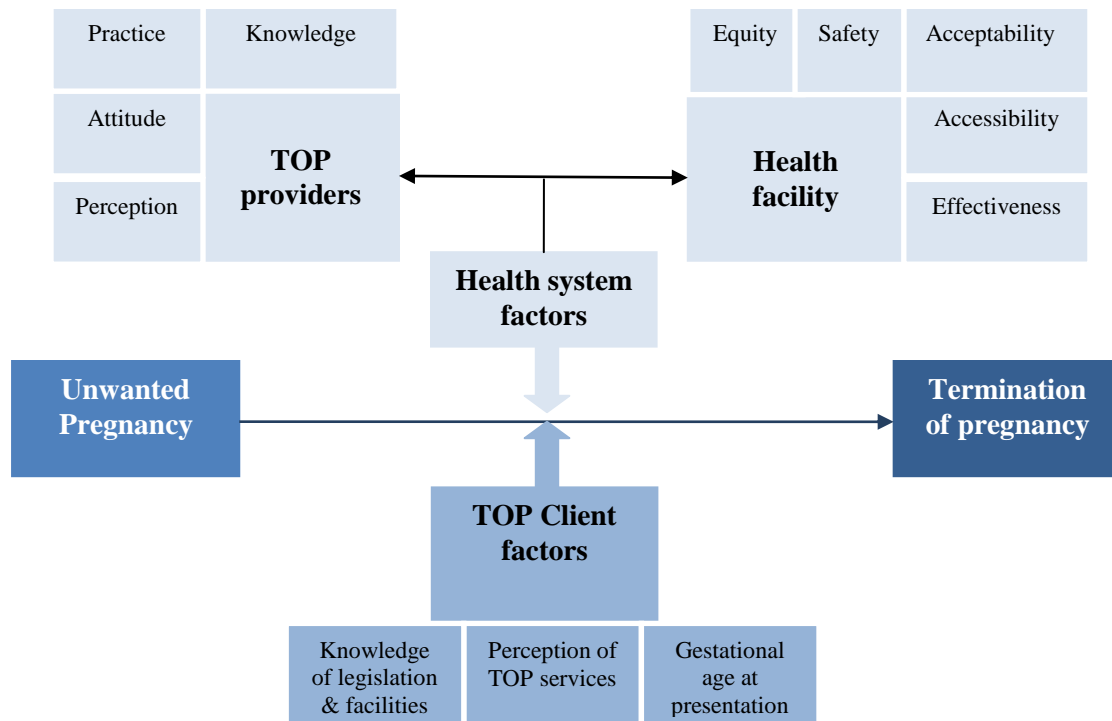 Practice
Knowledge
Equity
Safety
Acceptability
Attitude
Accessibility
TOP
providers
Health
facility
Perception
Effectiveness
Health system
factors
Unwanted
Pregnancy
Termination
of pregnancy
TOP Client
factors
Knowledge
of legislation
& facilities
Perception of
TOP services
Gestational
age at
presentation